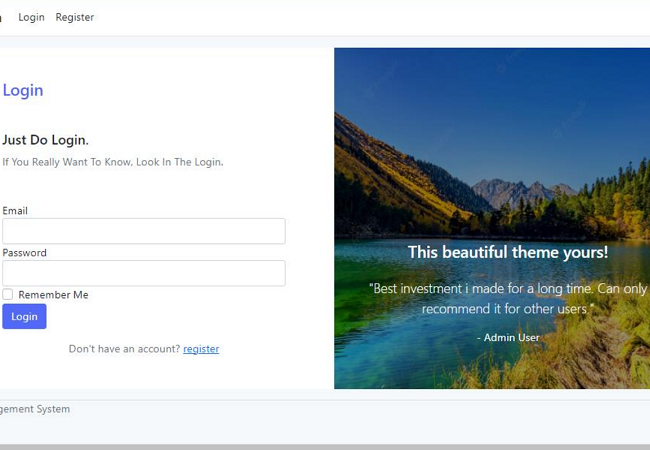 Login Register
Login
Just Do Login.
If You Really Want To Know, Look In The Login.
Email
Password
Remember Me
Login
Don't have an account? register
This beautiful theme yours!
"Best investment i made for a long time. Can only
recommend it for other users."
- Admin User
gement System